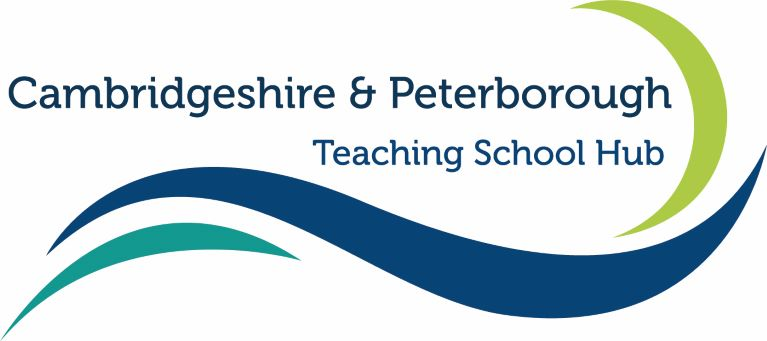 Cambridgeshire & Peterborough
Teaching School Hub